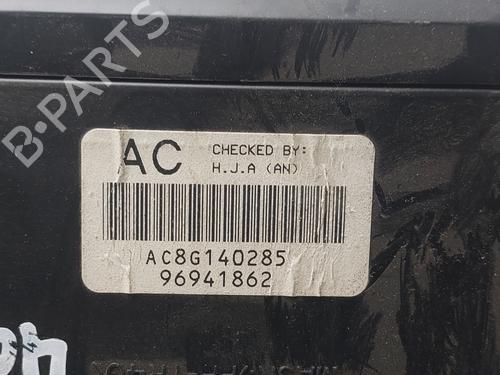 B-PARTS
AC
CHECKED BY:
H.J.A (AN)
AC8G140285
96941862